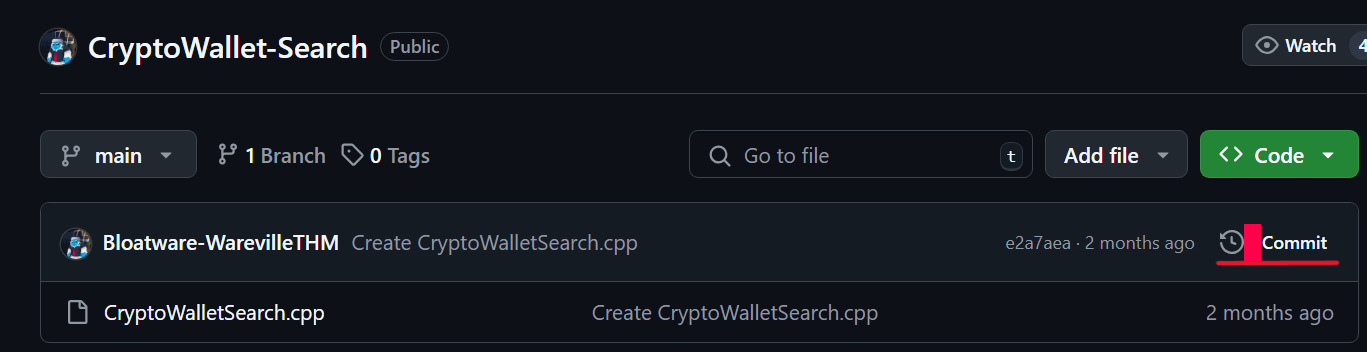 CryptoWallet-Search Public Watch 4
main 1 Branch 0 Tags Go to file t Add file Code
Bloatware-WarevilleTHM Create CryptoWalletSearch.cpp e2a7aea · 2 months ago Commit
CryptoWalletSearch.cpp Create CryptoWalletSearch.cpp 2 months ago